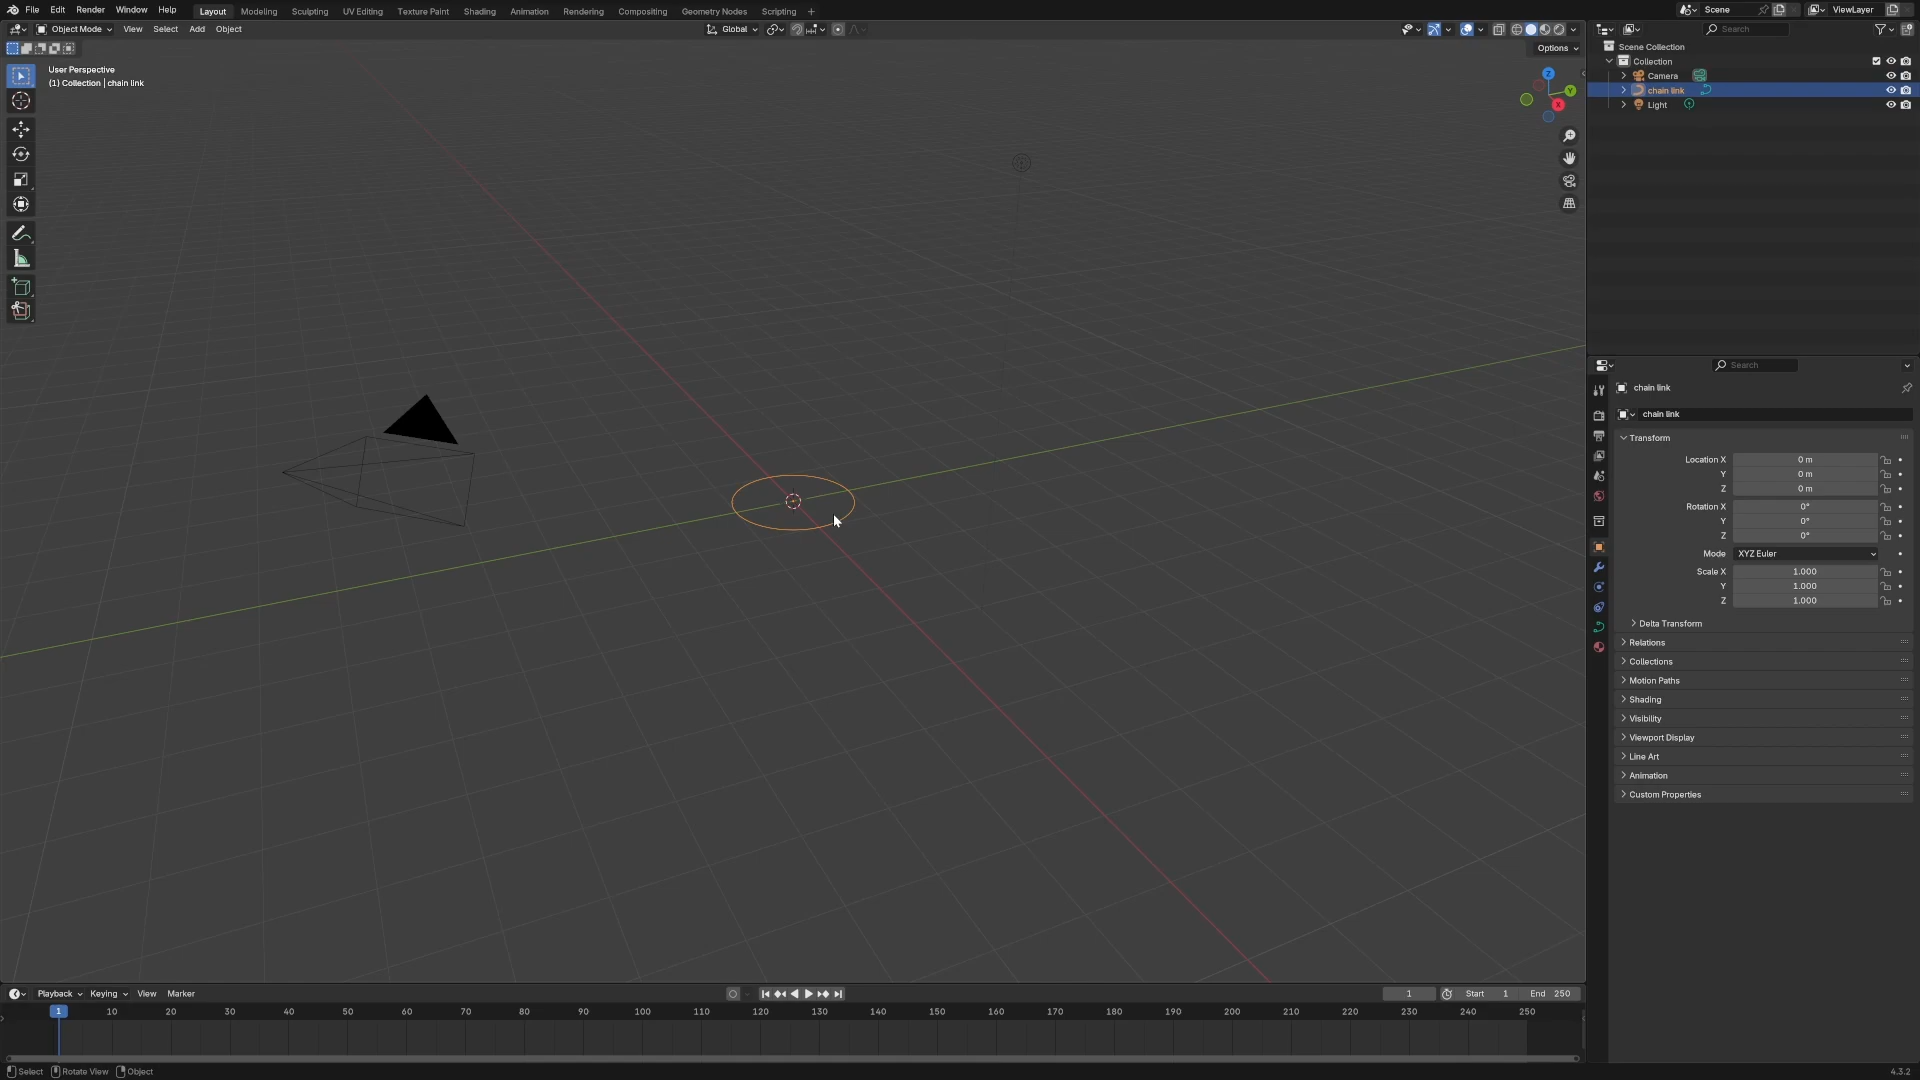 File Edit Render Window Help Layout Modeling Sculpting UV Editing Texture Paint Shading Animation Rendering Compositing Geometry Nodes Scripting + Scene ViewLayer
Object Mode View Select Add Object Global Search
Options
Scene Collection
Collection
Camera
chain link
Light
User Perspective
(1) Collection | chain link
Z
Y
X
Search
chain link
chain link
Transform
Location X 0 m
Y 0 m
Z 0 m
Rotation X 0°
Y 0°
Z 0°
Mode XYZ Euler
Scale X 1.000
Y 1.000
Z 1.000
Delta Transform
Relations
Collections
Motion Paths
Shading
Visibility
Viewport Display
Line Art
Animation
Custom Properties
Playback Keying View Marker 1 Start 1 End 250
1 10 20 30 40 50 60 70 80 90 100 110 120 130 140 150 160 170 180 190 200 210 220 230 240 250
Select Rotate View Object 4.3.2